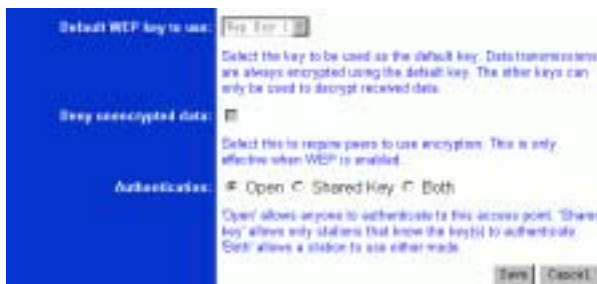 Default WEP key to use:
Select the key to be used as the default key. Data transmissions
are always encrypted using the default key. The other keys can
only be used to decrypt received data.
Deny unencrypted data:
Select this to require peers to use encryption. This is only
effective when WEP is enabled.
Authentication: Open Shared Key Both
'Open' allows anyone to authenticate to this access point. 'Shared
key' allows only stations that know the key(s) to authenticate.
'Both' allows a station to use either mode.
Save Cancel